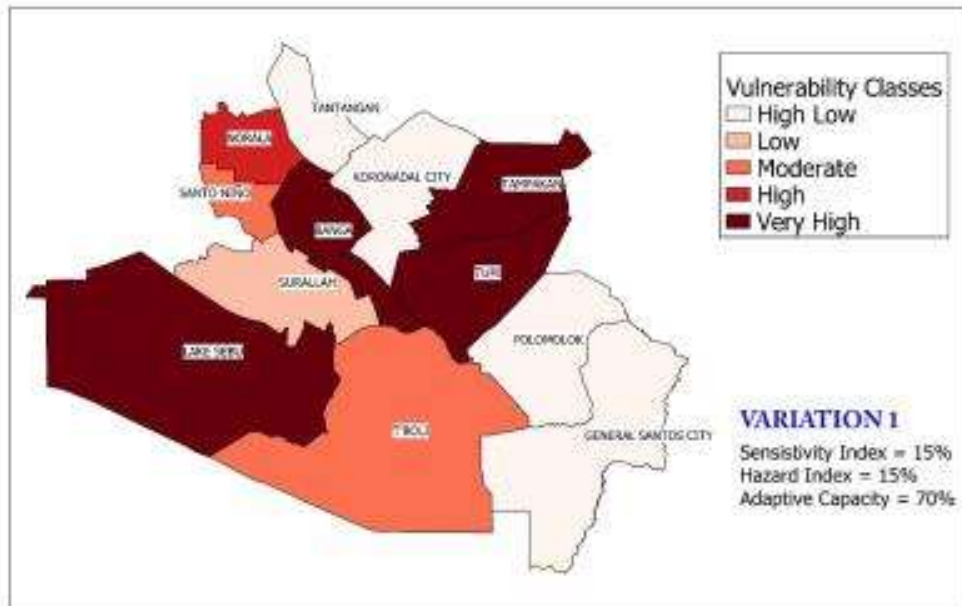 TANTANGAN
NORALA
KORONADAL CITY
TAMPAKAN
SANTO NIÑO
BANGA
TUPI
SURALLAH
POLOMOLOK
LAKE SEBU
T'BOLI
GENERAL SANTOS CITY
Vulnerability Classes
High Low
Low
Moderate
High
Very High
VARIATION 1
Sensistivity Index = 15%
Hazard Index = 15%
Adaptive Capacity = 70%